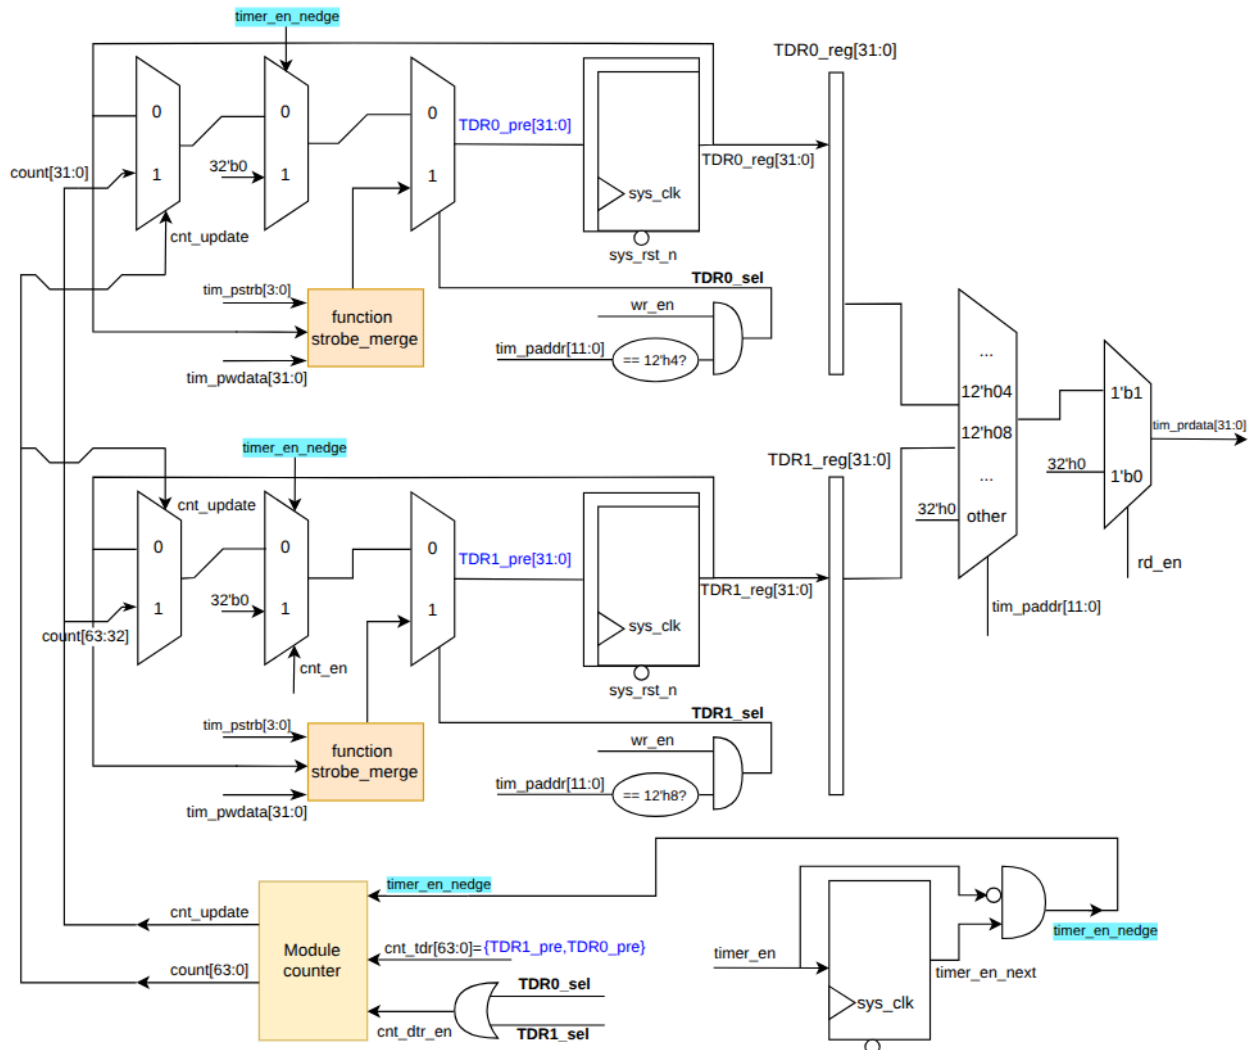 timer_en_nedge
TDR0_reg[31:0]
0
0
0
TDR0_pre[31:0]
count[31:0]
1
32'b0
1
1
TDR0_reg[31:0]
sys_clk
cnt_update
sys_rst_n
TDR0_sel
tim_pstrb[3:0]
wr_en
function
strobe_merge
tim_paddr[11:0]
== 12'h4?
tim_pwdata[31:0]
...
12'h04
1'b1
12'h08
tim_prdata[31:0]
32'h0
...
1'b0
32'h0
other
rd_en
tim_paddr[11:0]
timer_en_nedge
TDR1_reg[31:0]
cnt_update
0
0
0
TDR1_pre[31:0]
32'b0
1
1
1
TDR1_reg[31:0]
count[63:32]
sys_clk
cnt_en
sys_rst_n
TDR1_sel
tim_pstrb[3:0]
wr_en
function
strobe_merge
tim_paddr[11:0]
== 12'h8?
tim_pwdata[31:0]
timer_en_nedge
cnt_update
Module
counter
cnt_tdr[63:0]={TDR1_pre,TDR0_pre}
count[63:0]
TDR0_sel
cnt_dtr_en
TDR1_sel
timer_en
timer_en_nedge
timer_en_next
sys_clk